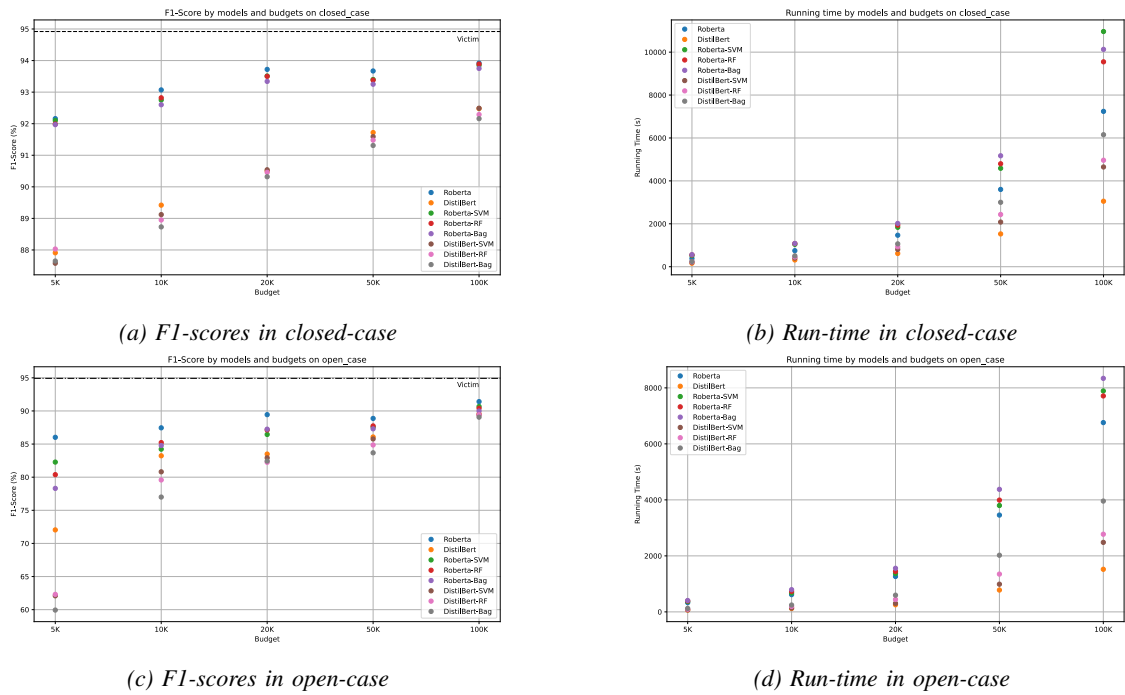 F1-Score by models and budgets on closed_case
95
94
93
92
91
90
89
88
F1-Score (%)
Victim
Roberta
DistilBert
Roberta-SVM
Roberta-RF
Roberta-Bag
DistilBert-SVM
DistilBert-RF
DistilBert-Bag
5K 10K 20K 50K 100K
Budget
(a) F1-scores in closed-case
Running time by models and budgets on closed_case
Roberta
DistilBert
Roberta-SVM
Roberta-RF
Roberta-Bag
DistilBert-SVM
DistilBert-RF
DistilBert-Bag
10000
8000
6000
4000
2000
0
Running Time (s)
5K 10K 20K 50K 100K
Budget
(b) Run-time in closed-case
F1-Score by models and budgets on open_case
95
90
85
80
75
70
65
60
F1-Score (%)
Victim
Roberta
DistilBert
Roberta-SVM
Roberta-RF
Roberta-Bag
DistilBert-SVM
DistilBert-RF
DistilBert-Bag
5K 10K 20K 50K 100K
Budget
(c) F1-scores in open-case
Running time by models and budgets on open_case
Roberta
DistilBert
Roberta-SVM
Roberta-RF
Roberta-Bag
DistilBert-SVM
DistilBert-RF
DistilBert-Bag
8000
6000
4000
2000
0
Running Time (s)
5K 10K 20K 50K 100K
Budget
(d) Run-time in open-case